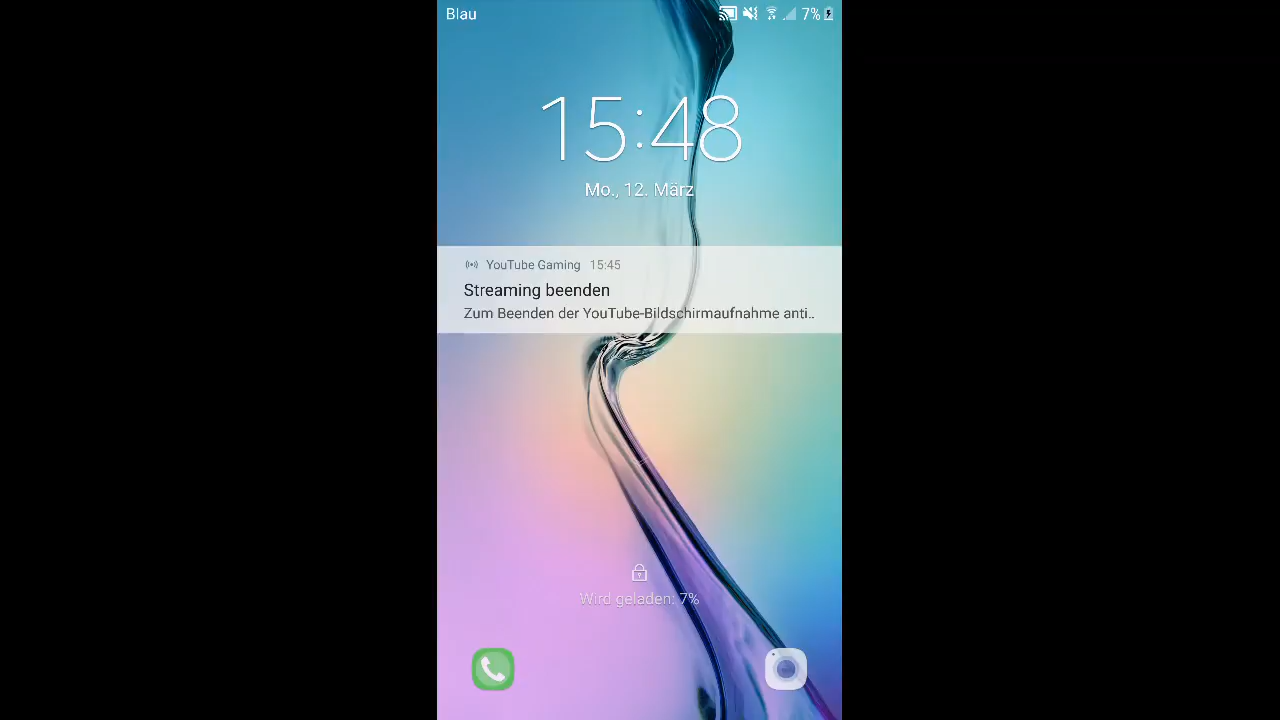 Blau 7%
15:48
Mo., 12. März
YouTube Gaming 15:45
Streaming beenden
Zum Beenden der YouTube-Bildschirmaufnahme anti..
Wird geladen: 7%